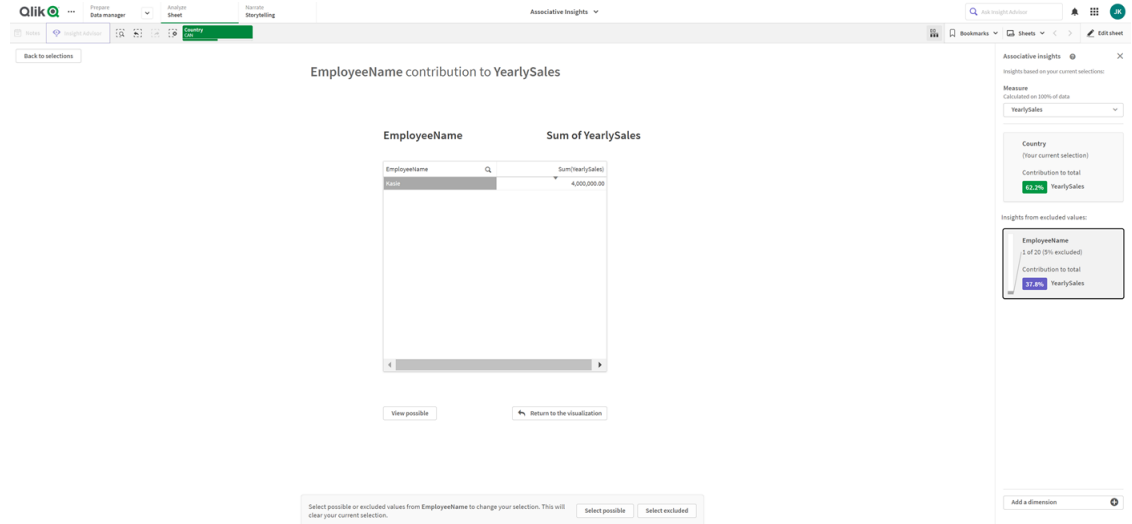 Qlik
Prepare
Data manager
Analyze
Sheet
Narrate
Storytelling
Associative Insights
Ask Insight Advisor
JK
Notes
Insight Advisor
Country
CAN
Bookmarks
Sheets
Edit sheet
Back to selections
EmployeeName contribution to YearlySales
EmployeeName
Sum of YearlySales
EmployeeName
Sum(YearlySales)
Kasie
4,000,000.00
View possible
Return to the visualization
Select possible or excluded values from EmployeeName to change your selection. This will
clear your current selection.
Select possible
Select excluded
Associative insights
Insights based on your current selections:
Measure
Calculated on 100% of data
YearlySales
Country
(Your current selection)
Contribution to total
62.2% YearlySales
Insights from excluded values:
EmployeeName
1 of 20 (5% excluded)
Contribution to total
37.8% YearlySales
Add a dimension